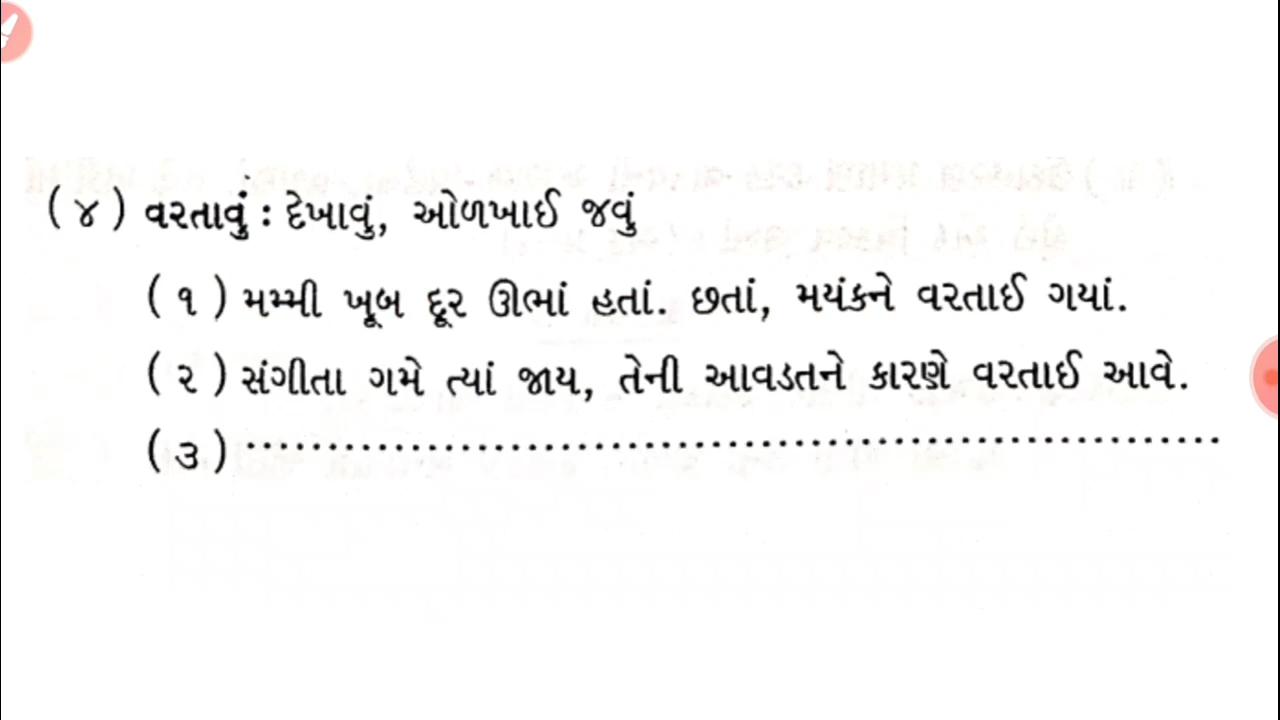 (૪) વરતાવું : દેખાવું, ઓળખાઈ જવું
(૧) મમ્મી ખૂબ દૂર ઊભાં હતાં. છતાં, મયંકને વરતાઈ ગયાં.
(૨) સંગીતા ગમે ત્યાં જાય, તેની આવડતને કારણે વરતાઈ આવે.
(૩) ........................................................................